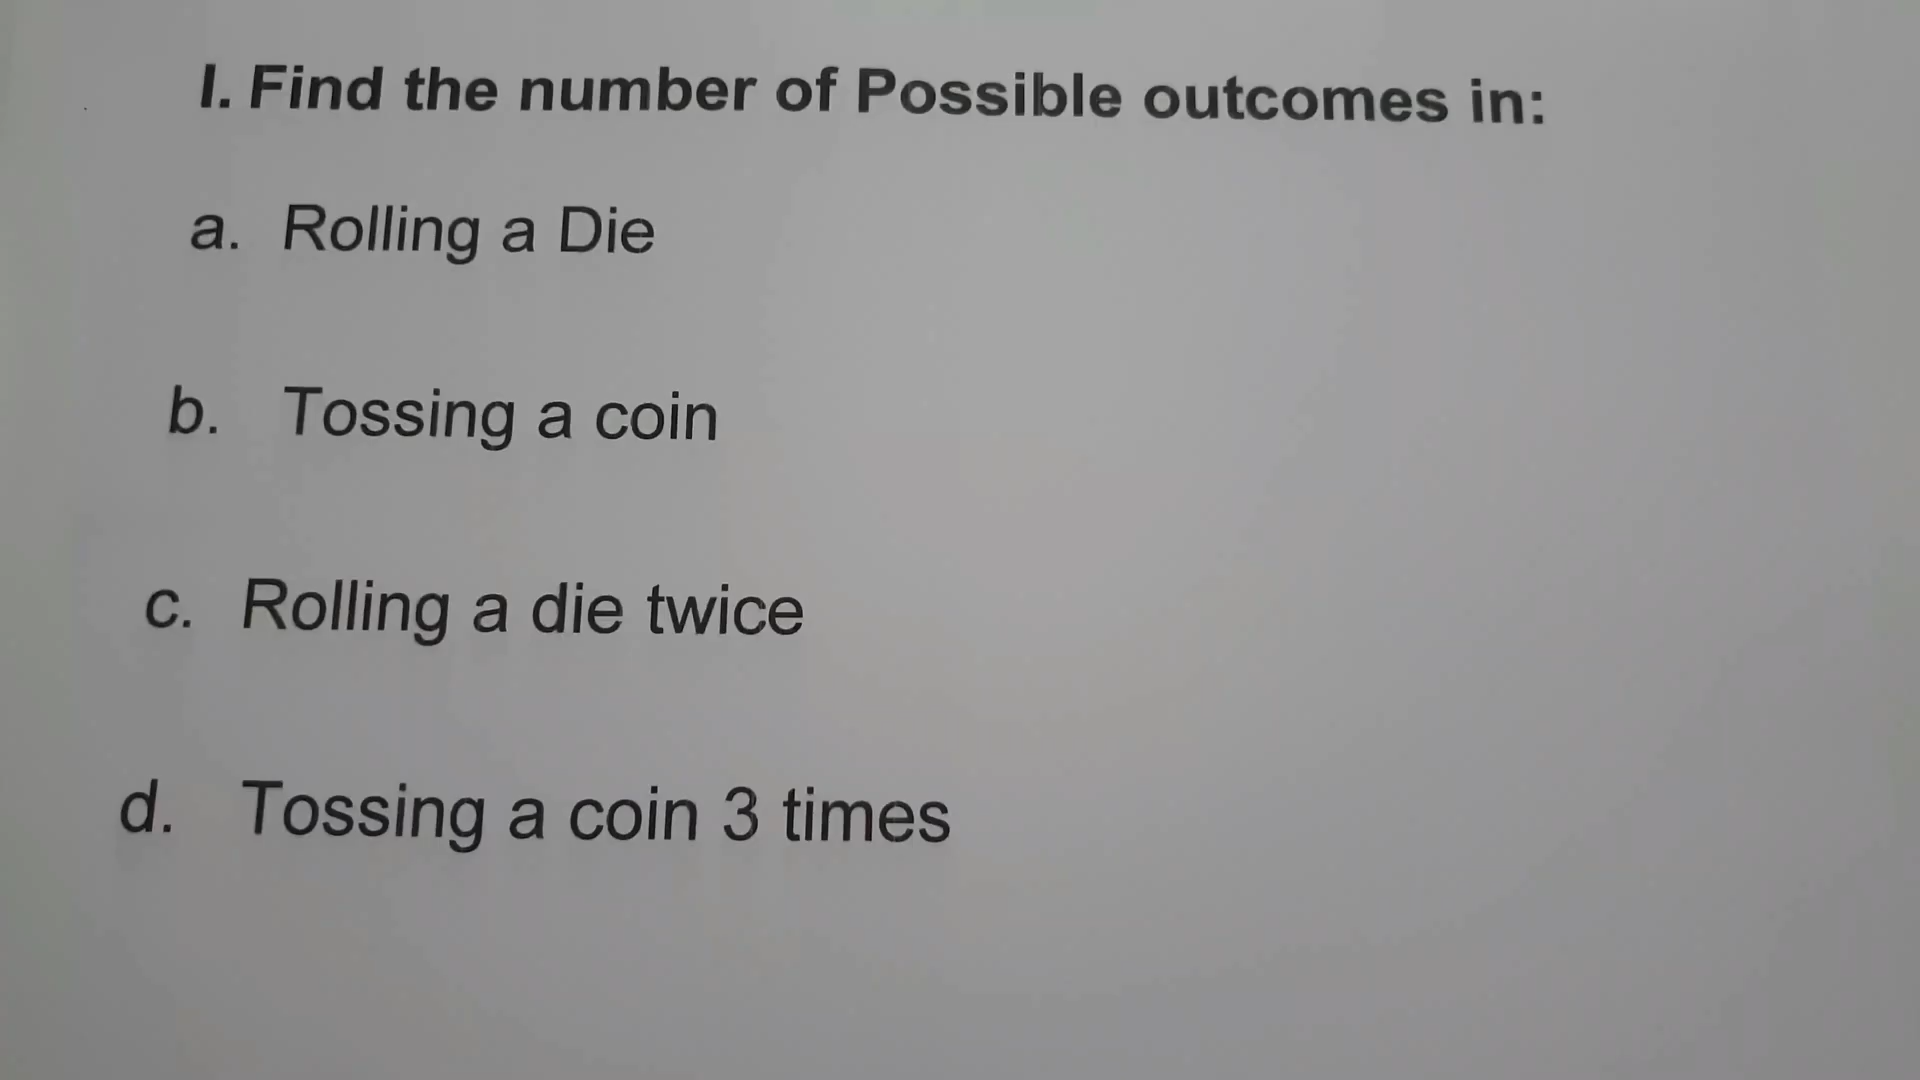 I. Find the number of Possible outcomes in:
a. Rolling a Die
b. Tossing a coin
c. Rolling a die twice
d. Tossing a coin 3 times